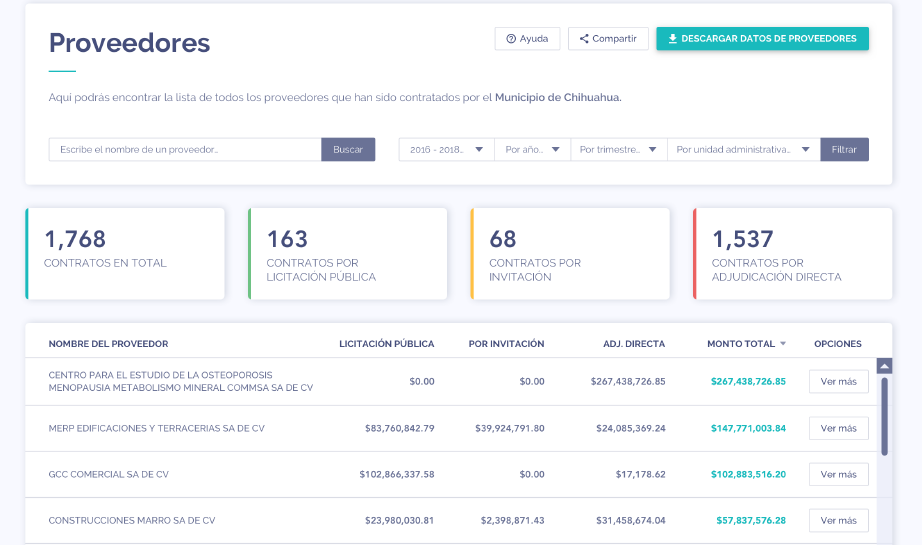 Proveedores
Ayuda
Compartir
DESCARGAR DATOS DE PROVEEDORES
Aqui podrás encontrar la lista de todos los proveedores que han sido contratados por el Municipio de Chihuahua.
Escribe el nombre de un proveedor...
Buscar
2016 - 2018...
Por año...
Por trimestre...
Por unidad administrativa...
Filtrar
1,768
CONTRATOS EN TOTAL
163
CONTRATOS POR
LICITACIÓN PÚBLICA
68
CONTRATOS POR
INVITACIÓN
1,537
CONTRATOS POR
ADJUDICACIÓN DIRECTA
NOMBRE DEL PROVEEDOR LICITACIÓN PÚBLICA POR INVITACIÓN ADJ. DIRECTA MONTO TOTAL OPCIONES
CENTRO PARA EL ESTUDIO DE LA OSTEOPOROSIS
MENOPAUSIA METABOLISMO MINERAL COMMSA SA DE CV
$0.00 $0.00 $267,438,726.85 $267,438,726.85 Ver más
MERP EDIFICACIONES Y TERRACERIAS SA DE CV $83,760,842.79 $39,924,791.80 $24,085,369.24 $147,771,003.84 Ver más
GCC COMERCIAL SA DE CV $102,866,337.58 $0.00 $17,178.62 $102,883,516.20 Ver más
CONSTRUCCIONES MARRO SA DE CV $23,980,030.81 $2,398,871.43 $31,458,674.04 $57,837,576.28 Ver más